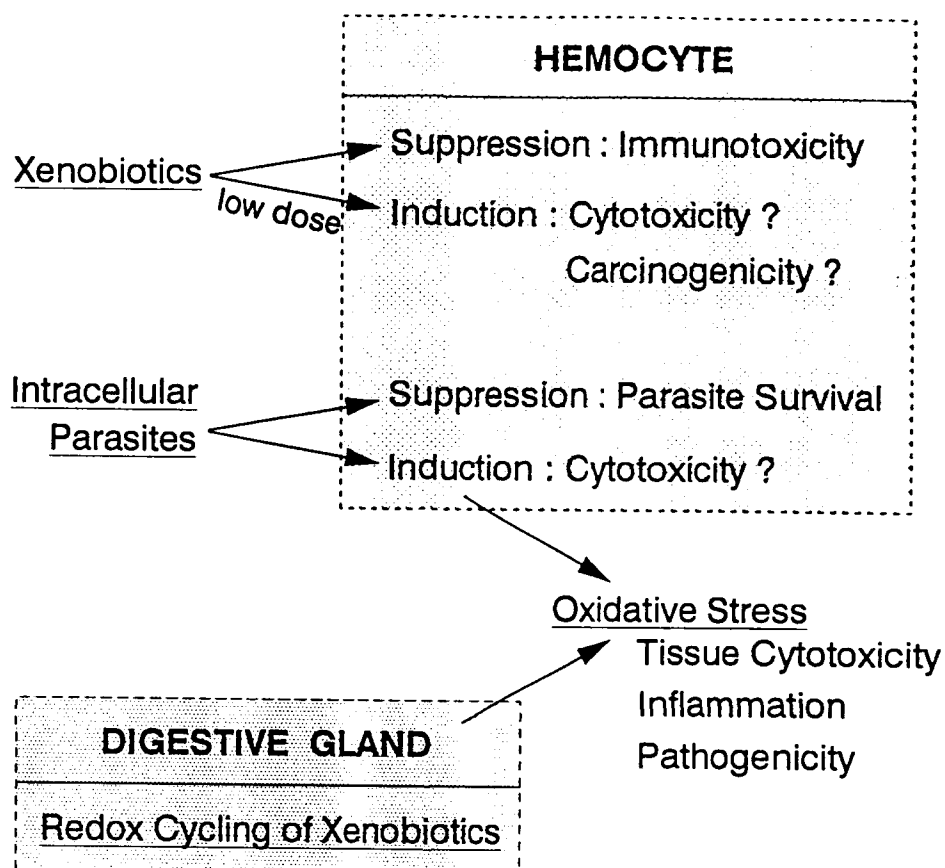 HEMOCYTE
Xenobiotics
low dose
Suppression : Immunotoxicity
Induction : Cytotoxicity ?
Carcinogenicity ?
Intracellular
Parasites
Suppression : Parasite Survival
Induction : Cytotoxicity ?
Oxidative Stress
Tissue Cytotoxicity
Inflammation
Pathogenicity
DIGESTIVE GLAND
Redox Cycling of Xenobiotics